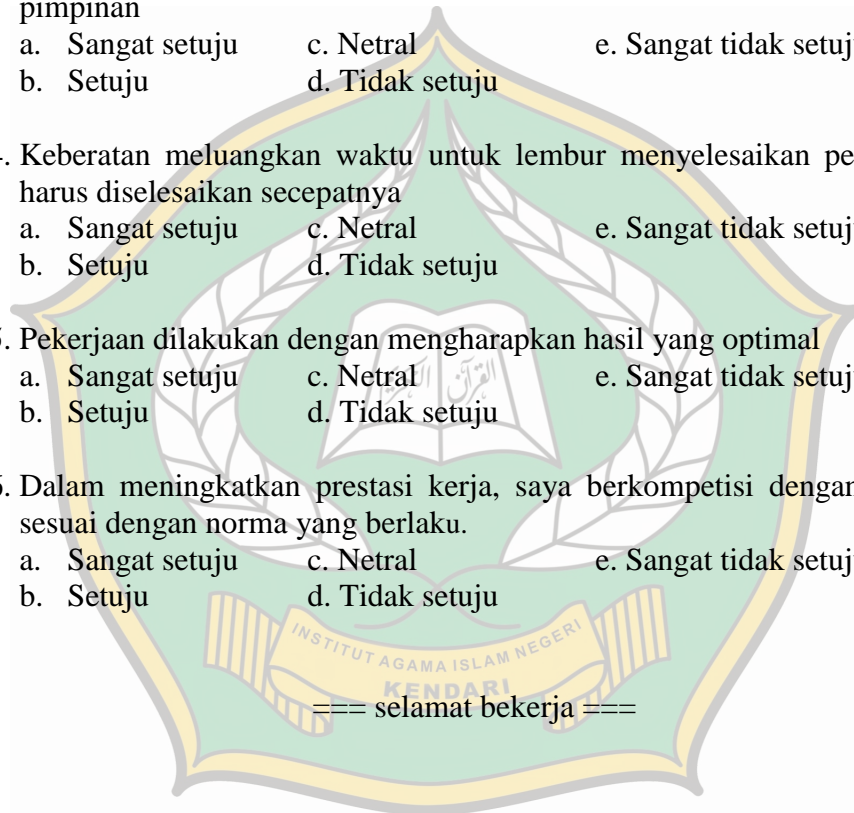 pimpinan
a. Sangat setuju c. Netral e. Sangat tidak setuj
b. Setuju d. Tidak setuju
. Keberatan meluangkan waktu untuk lembur menyelesaikan pe
harus diselesaikan secepatnya
a. Sangat setuju c. Netral e. Sangat tidak setuj
b. Setuju d. Tidak setuju
. Pekerjaan dilakukan dengan mengharapkan hasil yang optimal
a. Sangat setuju c. Netral e. Sangat tidak setuj
b. Setuju d. Tidak setuju
القرآن الكريم
. Dalam meningkatkan prestasi kerja, saya berkompetisi dengan
sesuai dengan norma yang berlaku.
a. Sangat setuju c. Netral e. Sangat tidak setuj
b. Setuju d. Tidak setuju
INSTITUT AGAMA ISLAM NEGERI
KENDARI
=== selamat bekerja ===